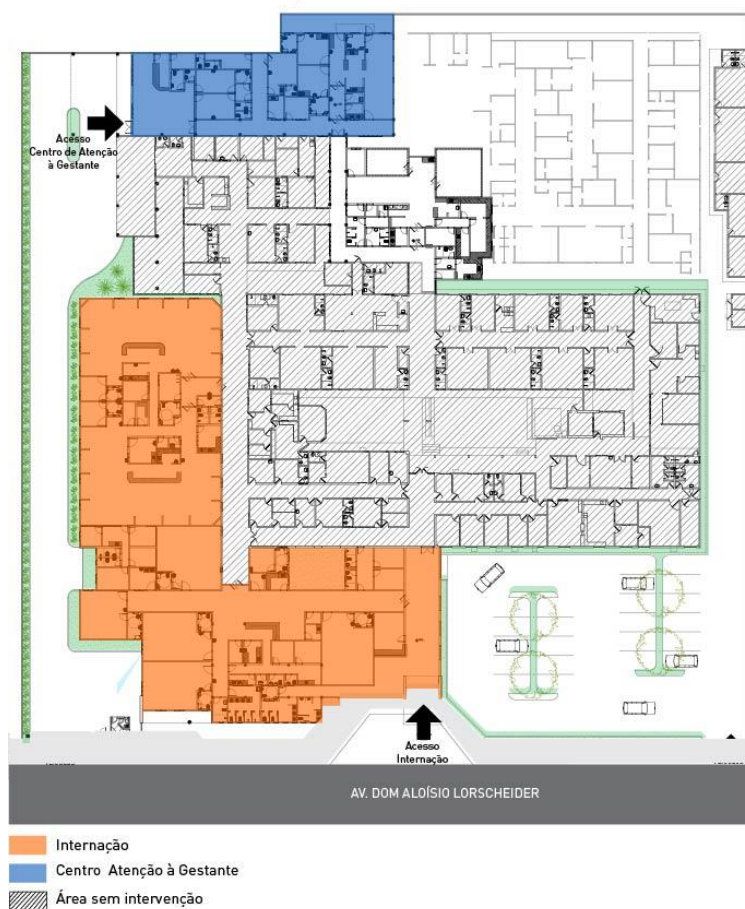 Acesso
Centro de Atenção
à Gestante
Acesso
Internação
AV. DOM ALOÍSIO LORSCHEIDER
Internação
Centro Atenção à Gestante
Área sem intervenção